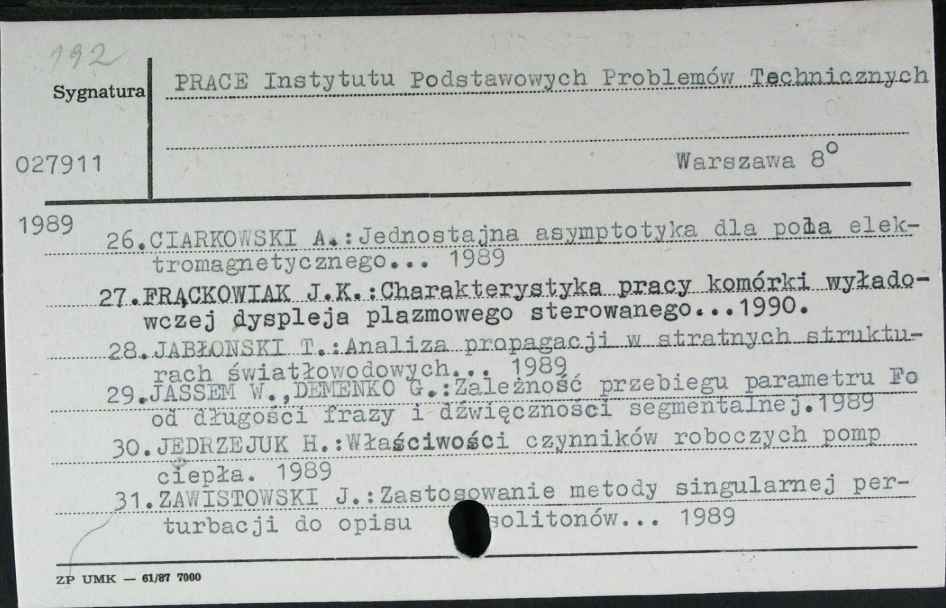 192
Sygnatura
PRACE Instytutu Podstawowych Problemów Technicznych
027911
Warszawa 8º
1989
26.CIARKOWSKI A.:Jednostajna asymptotyka dla pola elek-
tromagnetycznego... 1989
27.FRĄCKOWIAK J.K.:Charakterystyka pracy komórki wyłado-
wczej dyspleja plazmowego sterowanego...1990.
28.JABŁONSKI T.:Analiza propagacji w stratnych struktu-
rach światłowodowych... 1989
29.JASSEM W.,DEMENKO G.:Zależność przebiegu parametru Fo
od długości frazy i dźwięczności segmentalnej.1989
30.JEDRZEJUK H.:Właściwości czynników roboczych pomp
ciepła. 1989
31.ZAWISTOWSKI J.:Zastosowanie metody singularnej per-
turbacji do opisu solitonów... 1989
ZP UMK — 61/87 7000